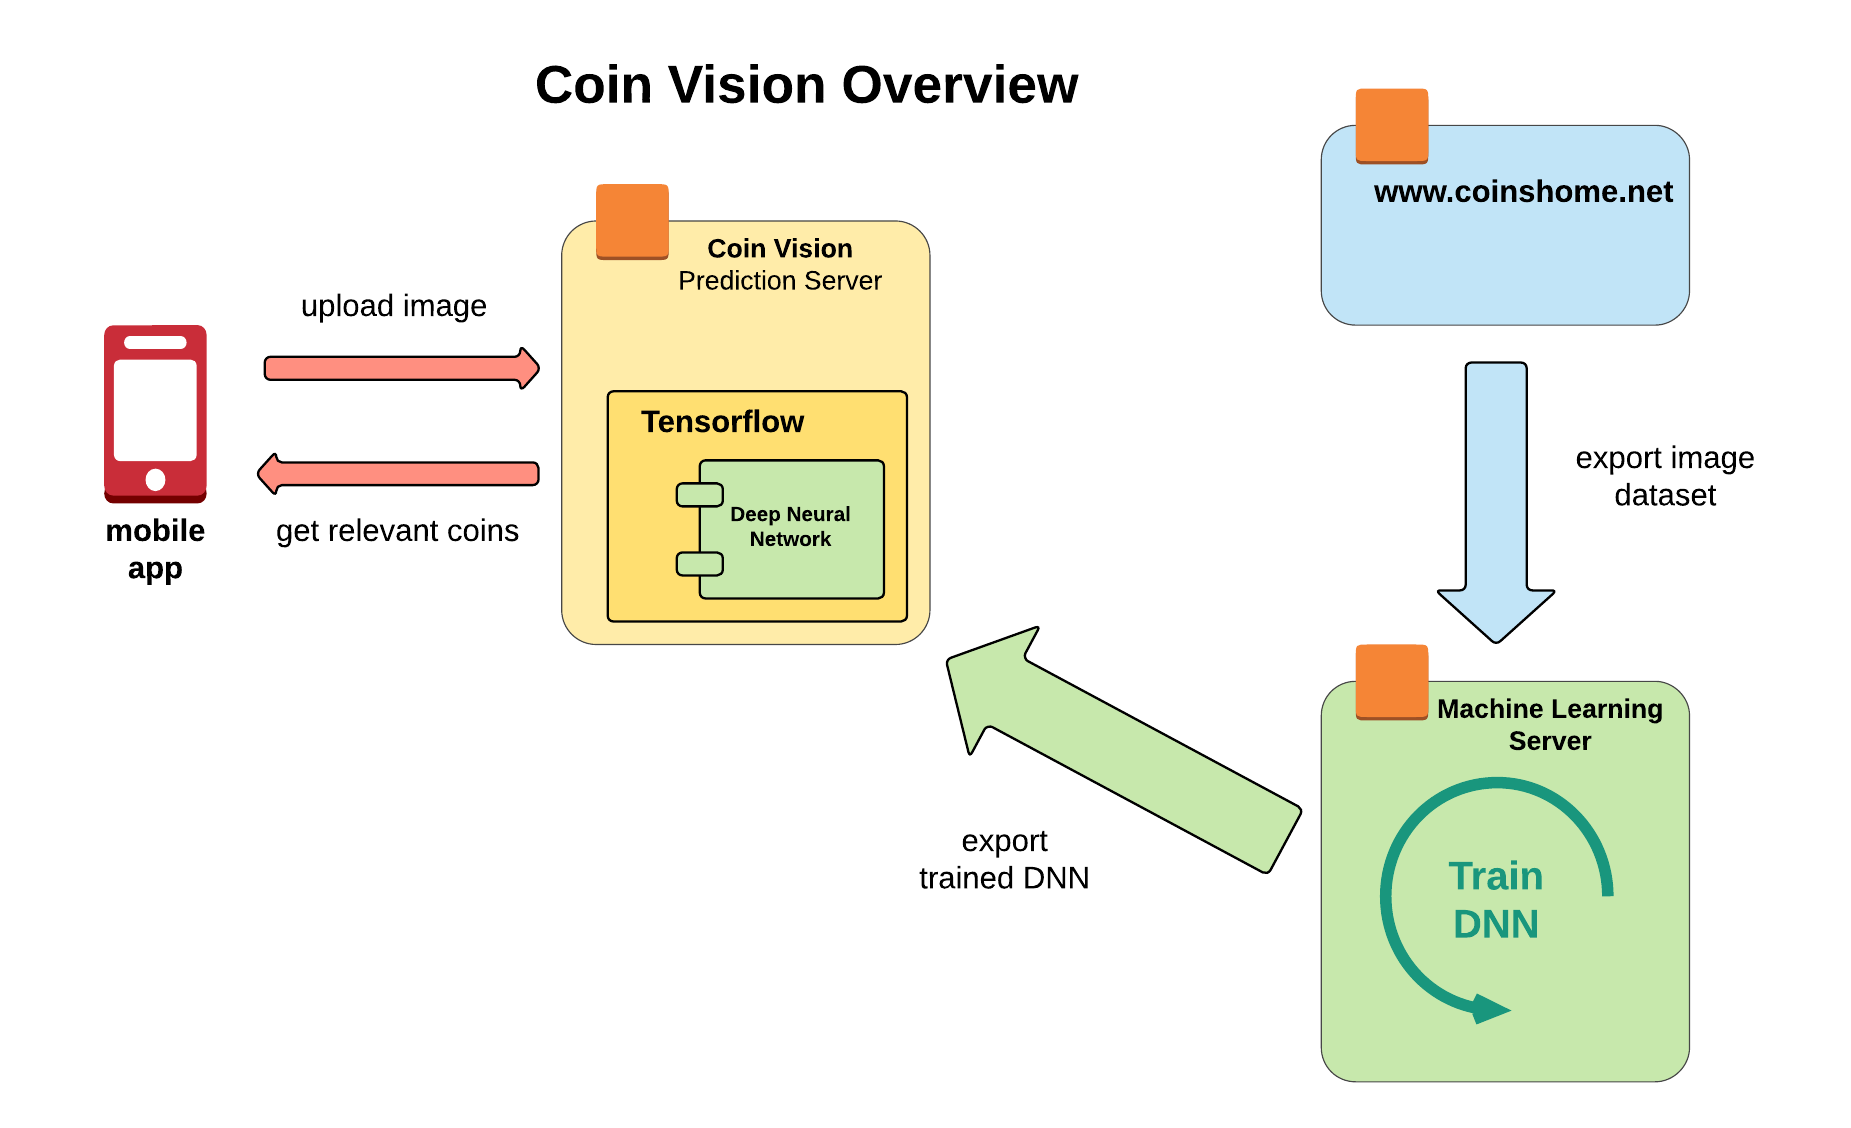 Coin Vision Overview
www.coinshome.net
Coin Vision
Prediction Server
upload image
Tensorflow
Deep Neural
Network
get relevant coins
mobile
app
export image
dataset
Machine Learning
Server
export
trained DNN
Train
DNN